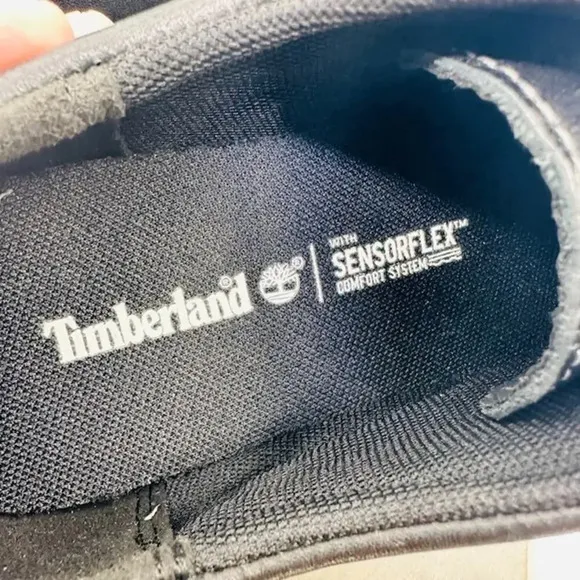 Timberland® | WITH
SENSORFLEX™
COMFORT SYSTEM